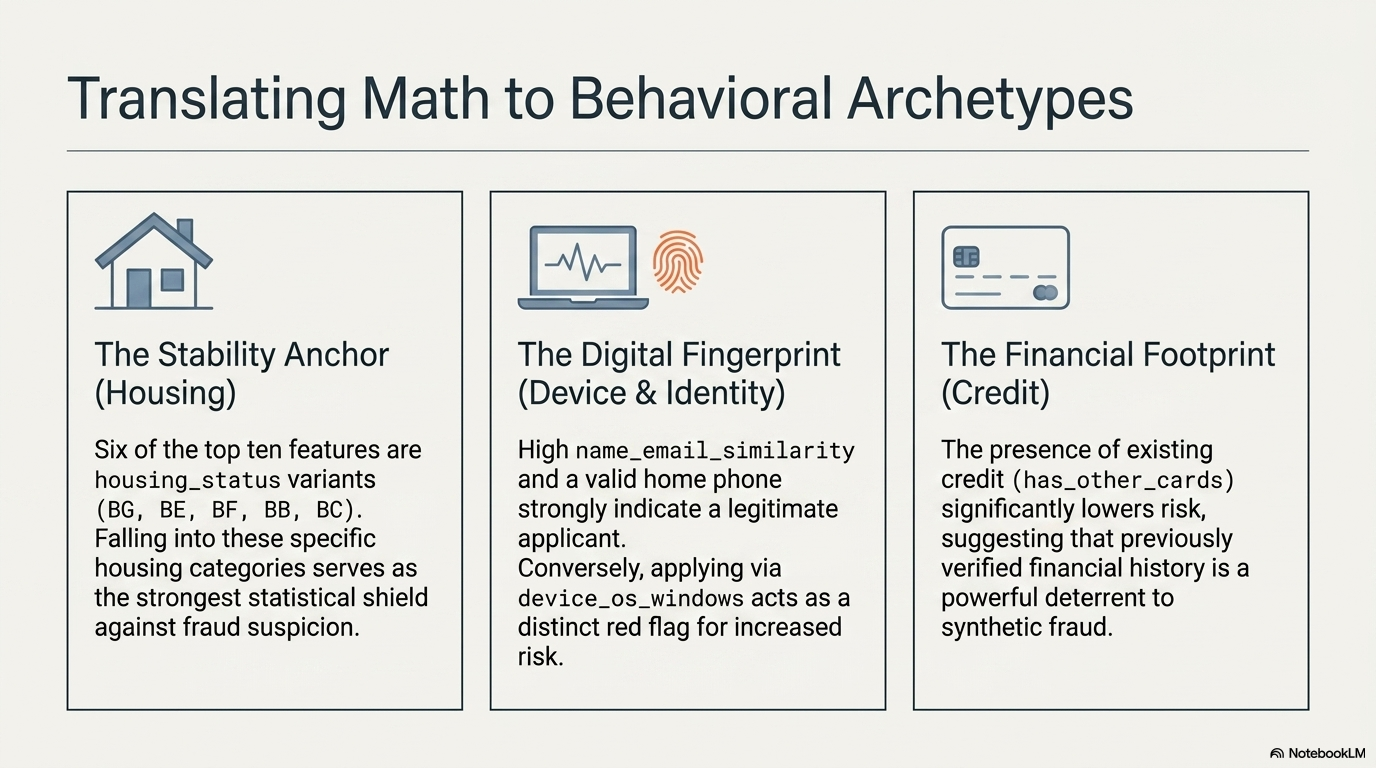 Translating Math to Behavioral Archetypes
The Stability Anchor
(Housing)
Six of the top ten features are
housing_status variants
(BG, BE, BF, BB, BC).
Falling into these specific
housing categories serves as
the strongest statistical shield
against fraud suspicion.
The Digital Fingerprint
(Device & Identity)
High name_email_similarity
and a valid home phone
strongly indicate a legitimate
applicant.
Conversely, applying via
device_os_windows acts as a
distinct red flag for increased
risk.
The Financial Footprint
(Credit)
The presence of existing
credit (has_other_cards)
significantly lowers risk,
suggesting that previously
verified financial history is a
powerful deterrent to
synthetic fraud.
NotebookLM